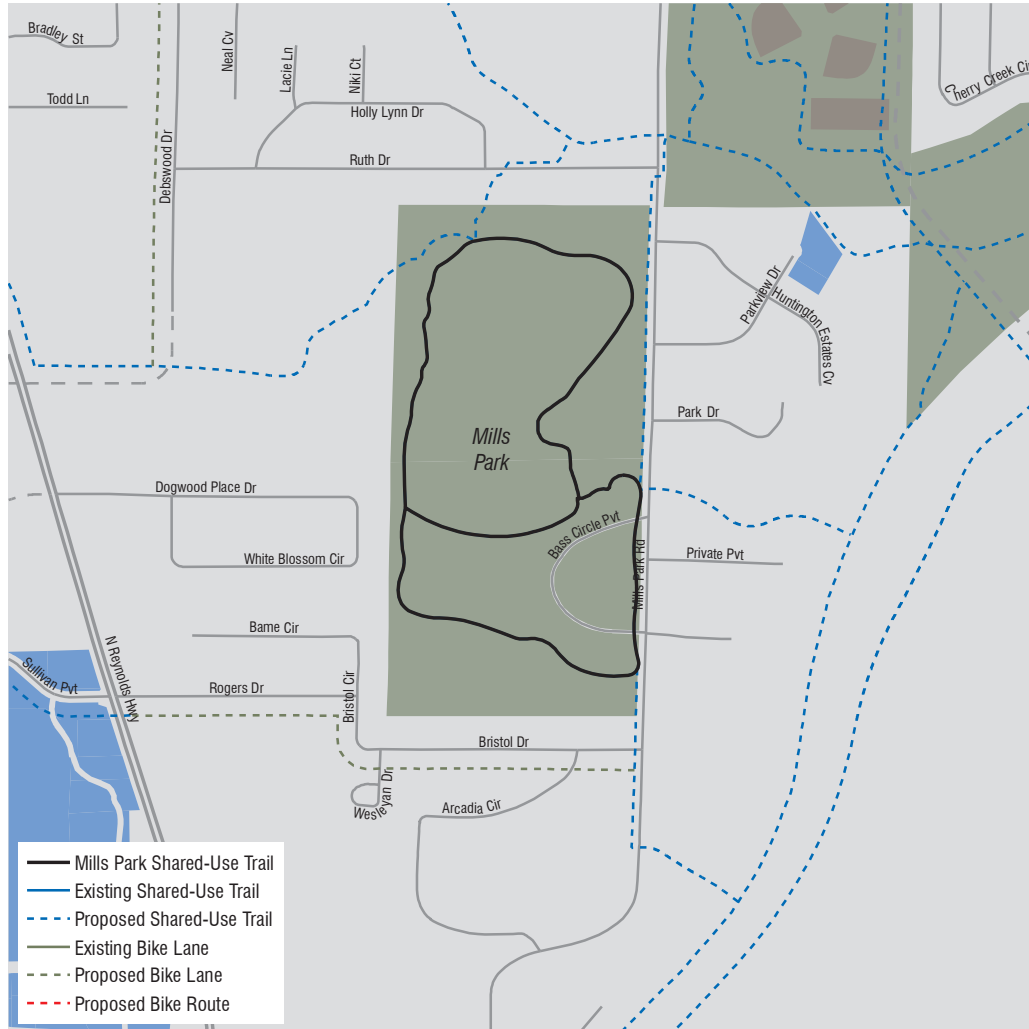 Bradley St
Neal Cv
Lacie Ln
Niki Ct
Cherry Creek Cir
Todd Ln
Holly Lynn Dr
Debswood Dr
Ruth Dr
Parkview Dr
Huntington Estates Cv
Park Dr
Mills
Park
Dogwood Place Dr
Bass Circle Pvt
White Blossom Cir
Private Pvt
Mills Park Rd
Bame Cir
N Reynolds Hwy
Sullivan Pvt
Rogers Dr
Bristol Cir
Bristol Dr
Wesleyan Dr
Arcadia Cir
Mills Park Shared-Use Trail
Existing Shared-Use Trail
Proposed Shared-Use Trail
Existing Bike Lane
Proposed Bike Lane
Proposed Bike Route